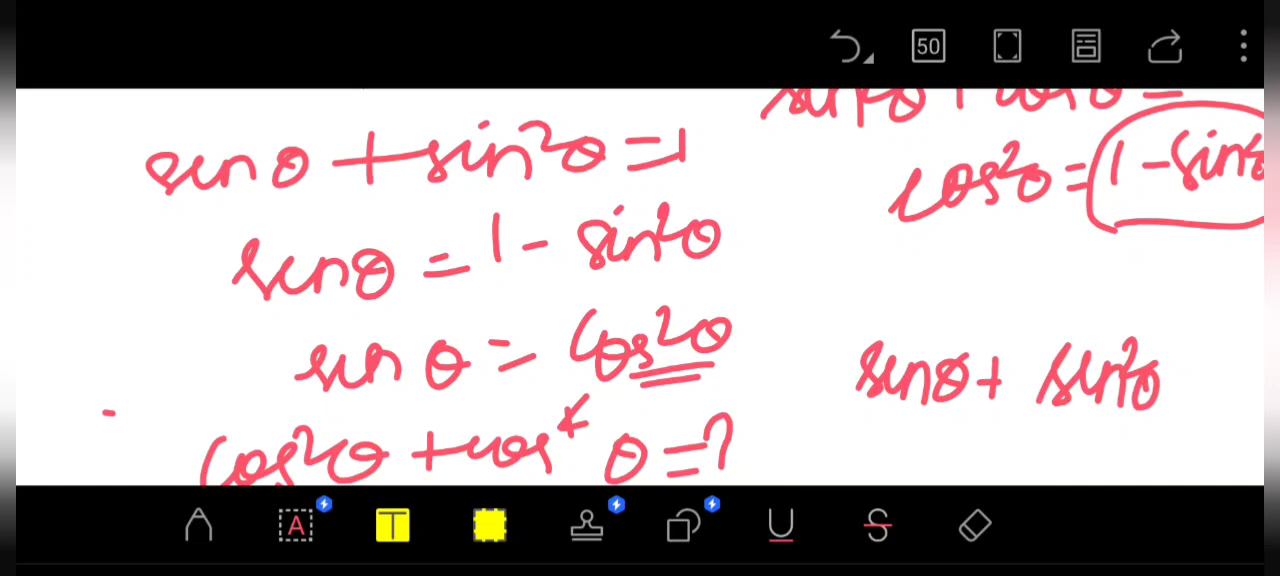 sinθ + sin²θ = 1
sinθ = 1 - sin²θ
sinθ = cos²θ
cos²θ + cos⁴θ = ?
cos²θ = 1 - sin²θ
sinθ + sin²θ
50
A
T
U
S